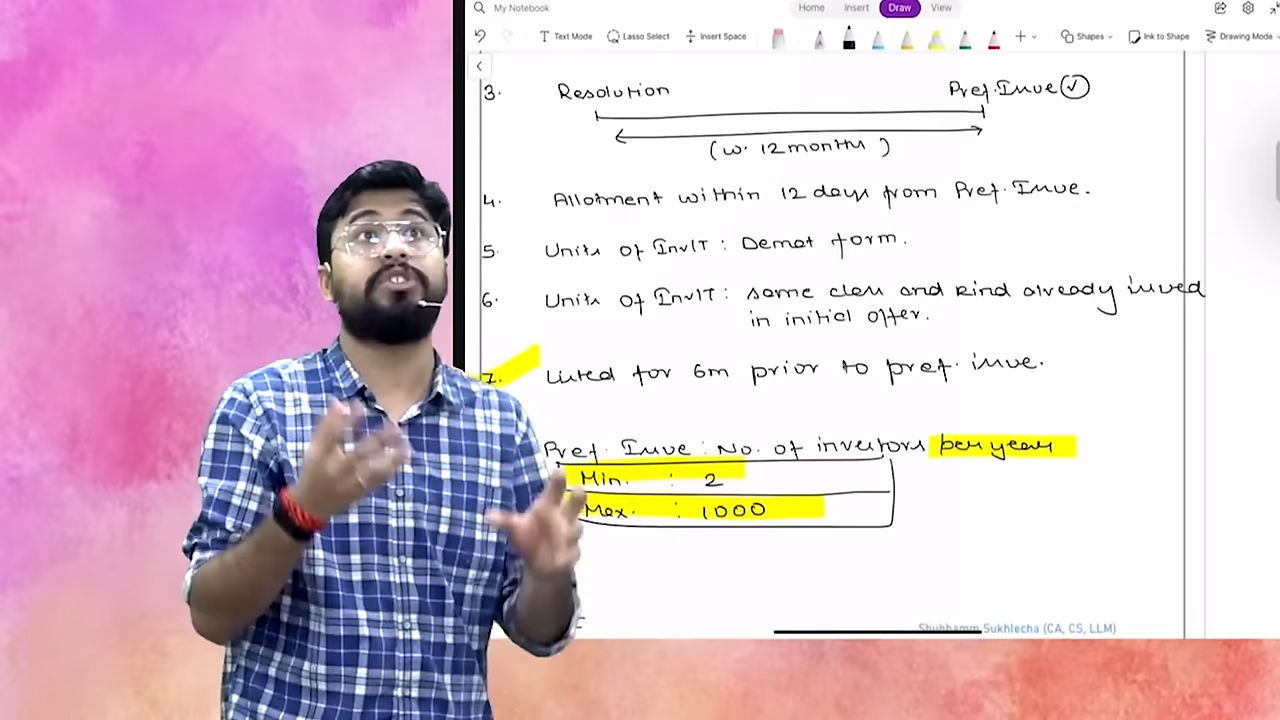 My Notebook
Home Insert Draw View
Text Mode Lasso Select Insert Space Shapes Ink to Shape Drawing Mode
3. Resolution Pref. Issue
(w. 12 months )
4. Allotment within 12 days from Pref. Issue.
5. Units of InvIT : Demat form.
6. Units of InvIT : same class and kind already issued
in initial offer.
7. Listed for 6m prior to pref. issue.
Pref. Issue : No. of investors per year
Min. : 2
Max. : 1000
Shubhamm Sukhlecha (CA, CS, LLM)